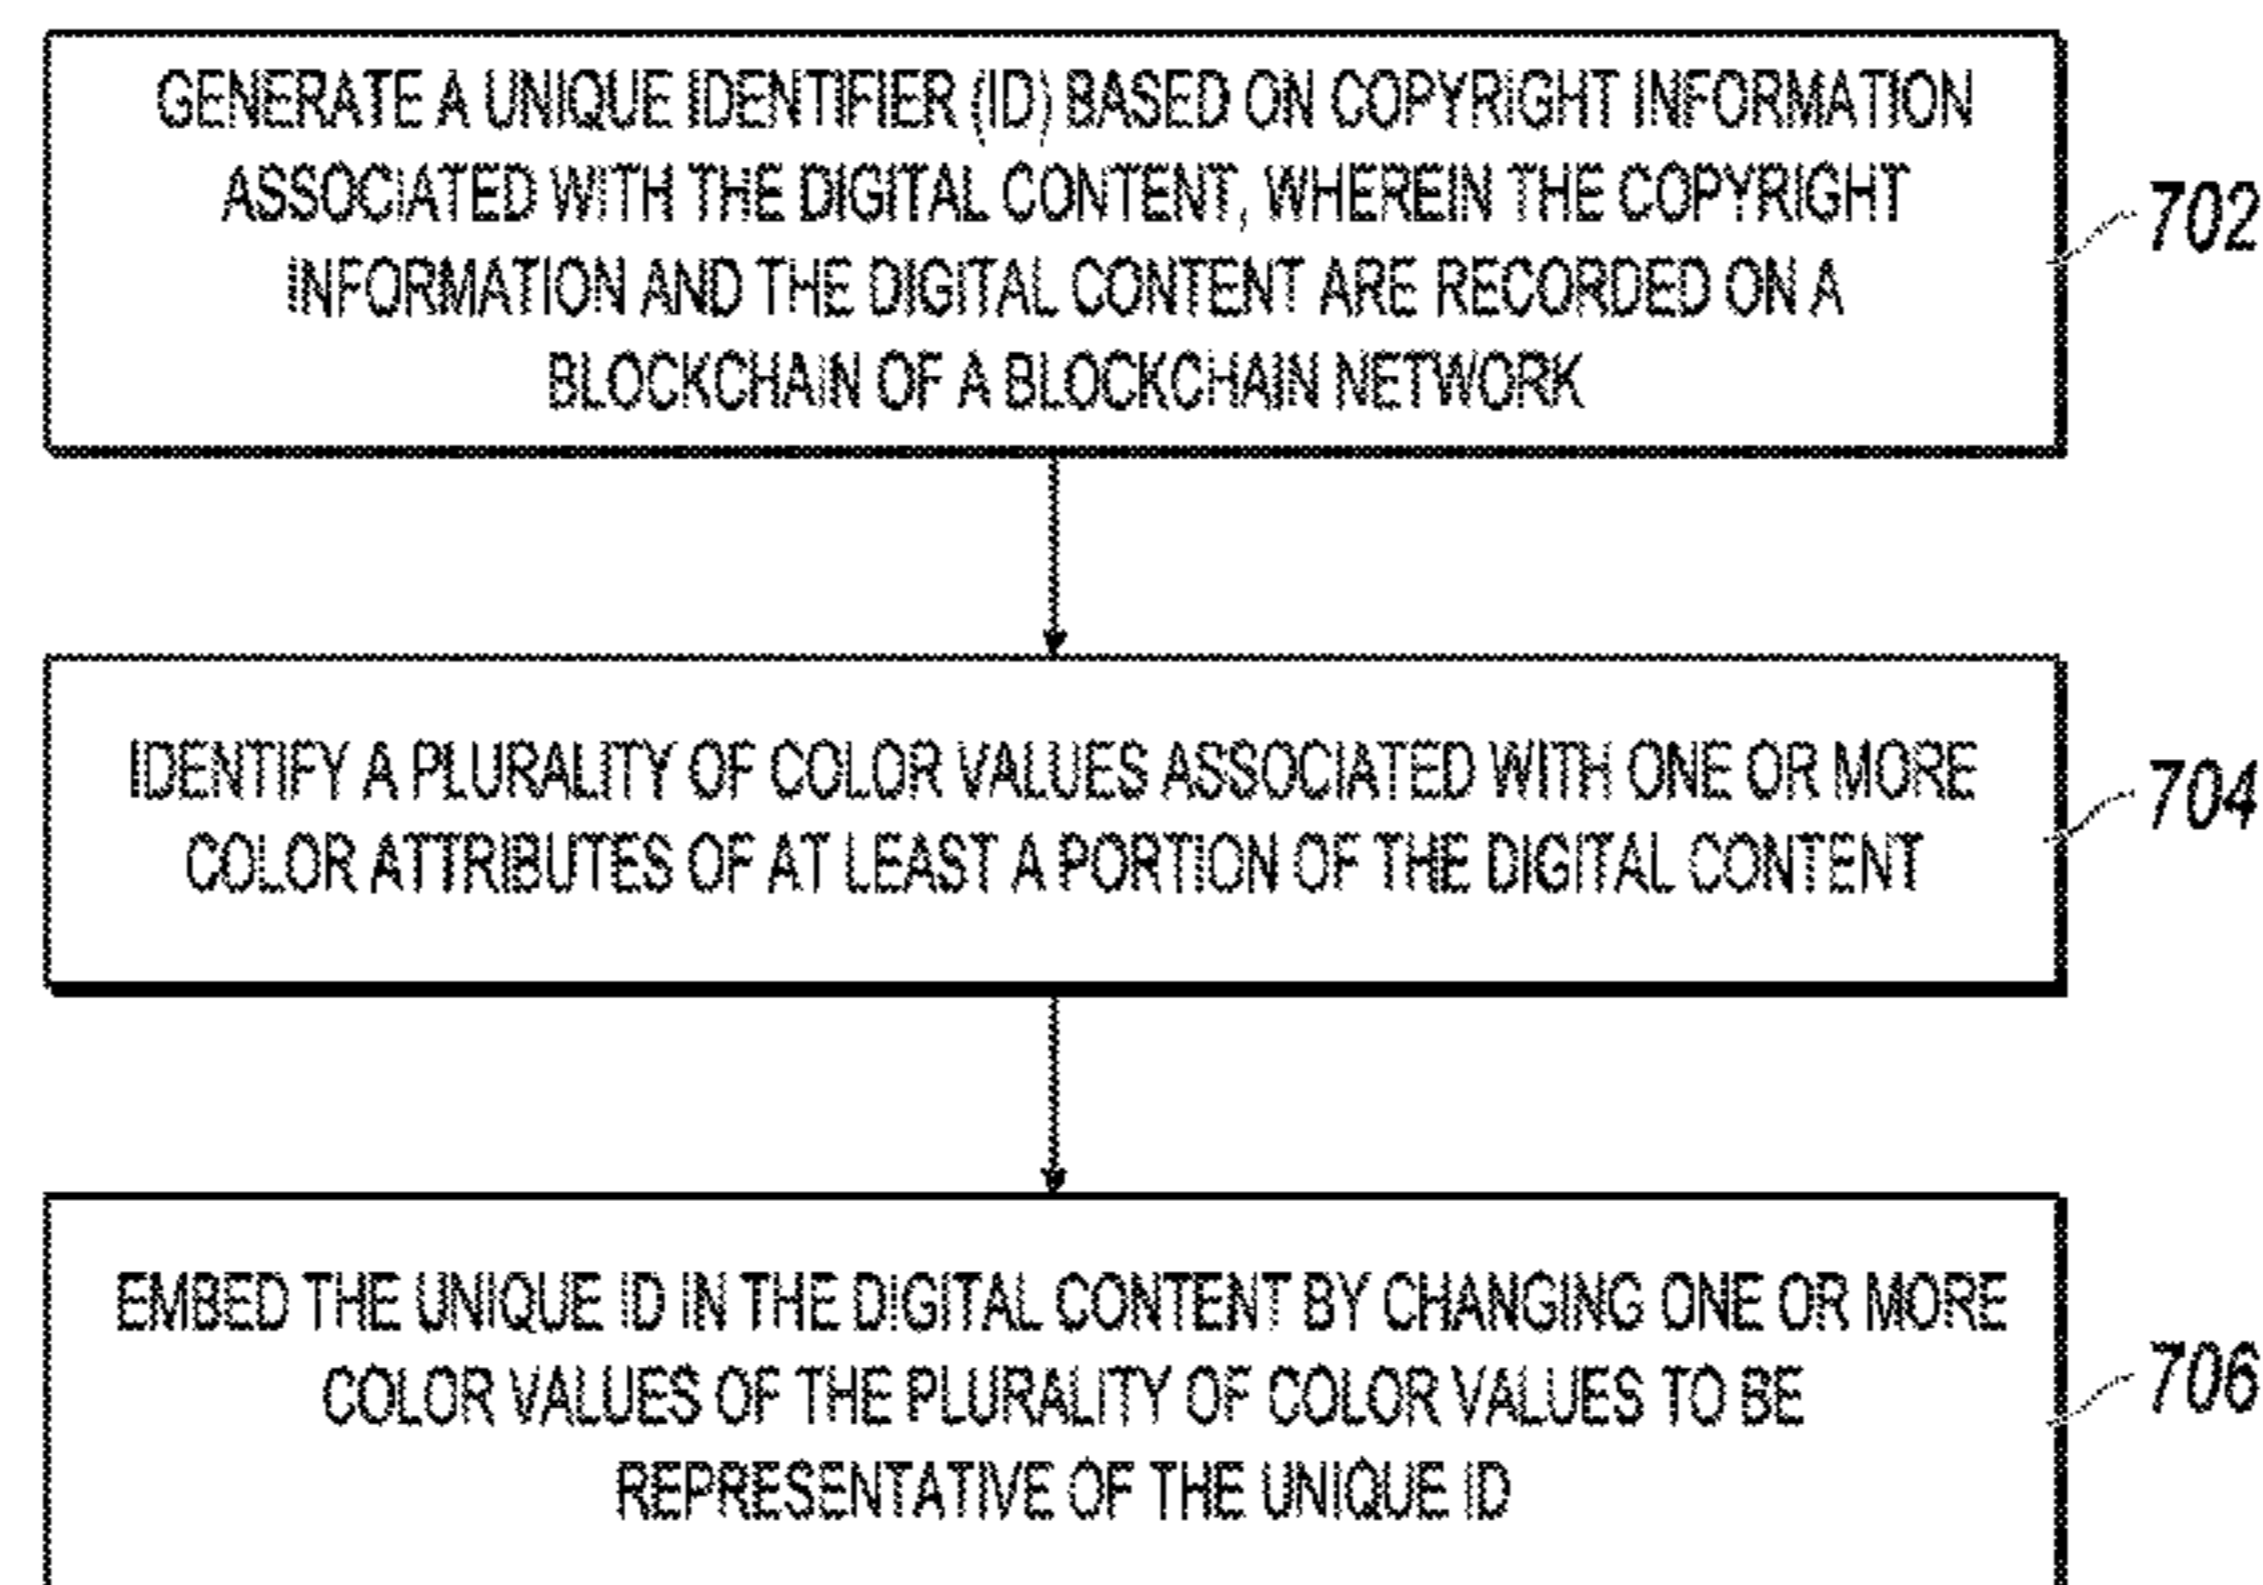 GENERATE A UNIQUE IDENTIFIER (ID) BASED ON COPYRIGHT INFORMATION
ASSOCIATED WITH THE DIGITAL CONTENT, WHEREIN THE COPYRIGHT
INFORMATION AND THE DIGITAL CONTENT ARE RECORDED ON A
BLOCKCHAIN OF A BLOCKCHAIN NETWORK
702
IDENTIFY A PLURALITY OF COLOR VALUES ASSOCIATED WITH ONE OR MORE
COLOR ATTRIBUTES OF AT LEAST A PORTION OF THE DIGITAL CONTENT
704
EMBED THE UNIQUE ID IN THE DIGITAL CONTENT BY CHANGING ONE OR MORE
COLOR VALUES OF THE PLURALITY OF COLOR VALUES TO BE
REPRESENTATIVE OF THE UNIQUE ID
706